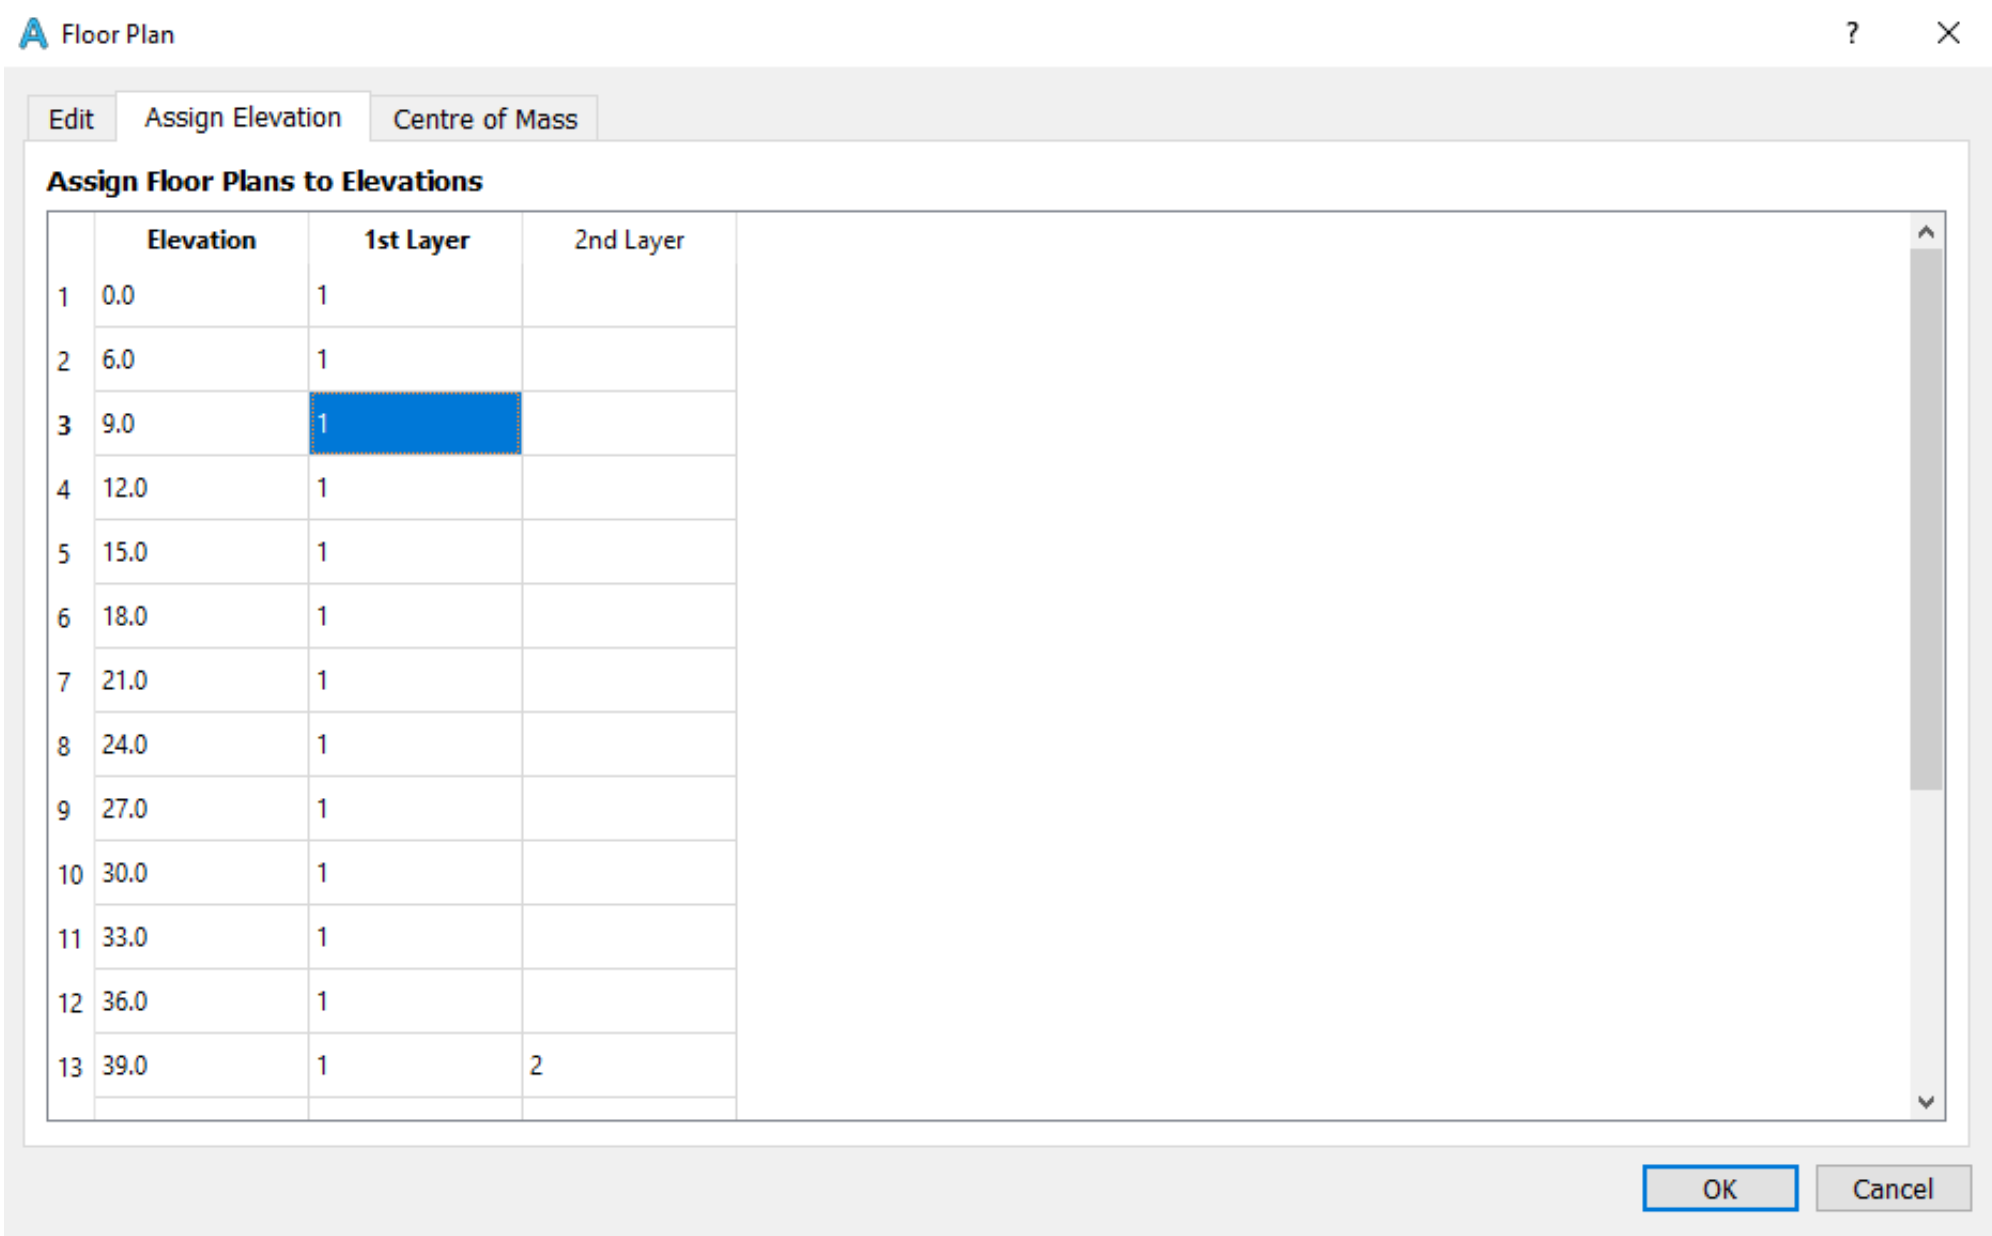 Floor Plan ?
Edit Assign Elevation Centre of Mass
Assign Floor Plans to Elevations
Elevation 1st Layer 2nd Layer
1 0.0 1
2 6.0 1
3 9.0 1
4 12.0 1
5 15.0 1
6 18.0 1
7 21.0 1
8 24.0 1
9 27.0 1
10 30.0 1
11 33.0 1
12 36.0 1
13 39.0 1 2
OK Cancel